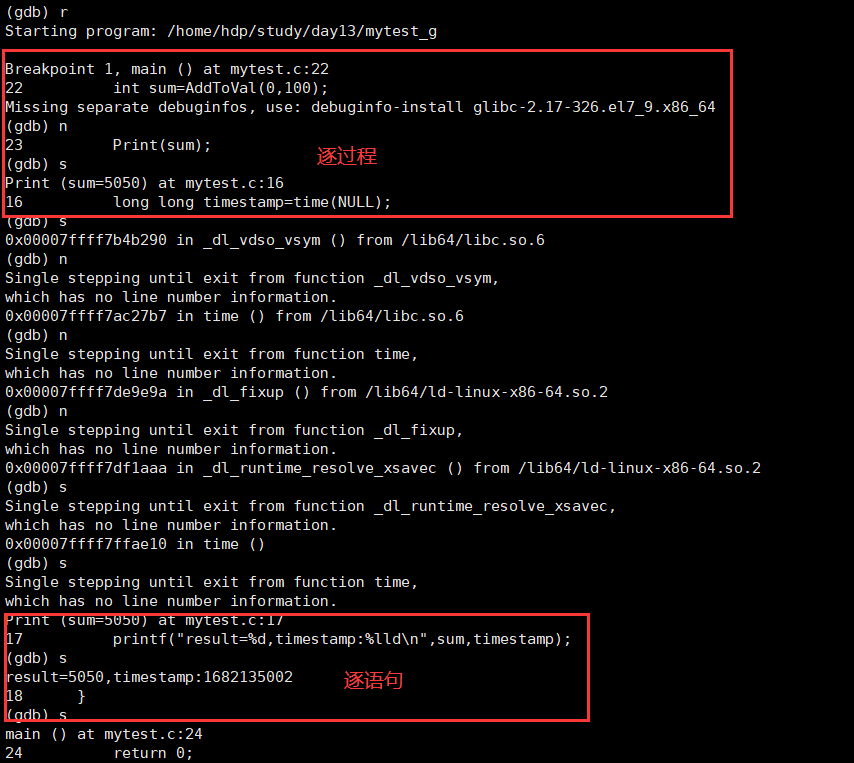 (gdb) r
Starting program: /home/hdp/study/day13/mytest_g
Breakpoint 1, main () at mytest.c:22
22          int sum=AddToVal(0,100);
Missing separate debuginfos, use: debuginfo-install glibc-2.17-326.el7_9.x86_64
(gdb) n
23          Print(sum);
逐过程
(gdb) s
Print (sum=5050) at mytest.c:16
16          long long timestamp=time(NULL);
(gdb) s
0x00007ffff7b4b290 in _dl_vdso_vsym () from /lib64/libc.so.6
(gdb) n
Single stepping until exit from function _dl_vdso_vsym,
which has no line number information.
0x00007ffff7ac27b7 in time () from /lib64/libc.so.6
(gdb) n
Single stepping until exit from function time,
which has no line number information.
0x00007ffff7de9e9a in _dl_fixup () from /lib64/ld-linux-x86-64.so.2
(gdb) n
Single stepping until exit from function _dl_fixup,
which has no line number information.
0x00007ffff7df1aaa in _dl_runtime_resolve_xsavec () from /lib64/ld-linux-x86-64.so.2
(gdb) s
Single stepping until exit from function _dl_runtime_resolve_xsavec,
which has no line number information.
0x00007ffff7ffae10 in time ()
(gdb) s
Single stepping until exit from function time,
which has no line number information.
Print (sum=5050) at mytest.c:17
17          printf("result=%d,timestamp:%lld\n",sum,timestamp);
(gdb) s
result=5050,timestamp:1682135002
逐语句
18      }
(gdb) s
main () at mytest.c:24
24          return 0;